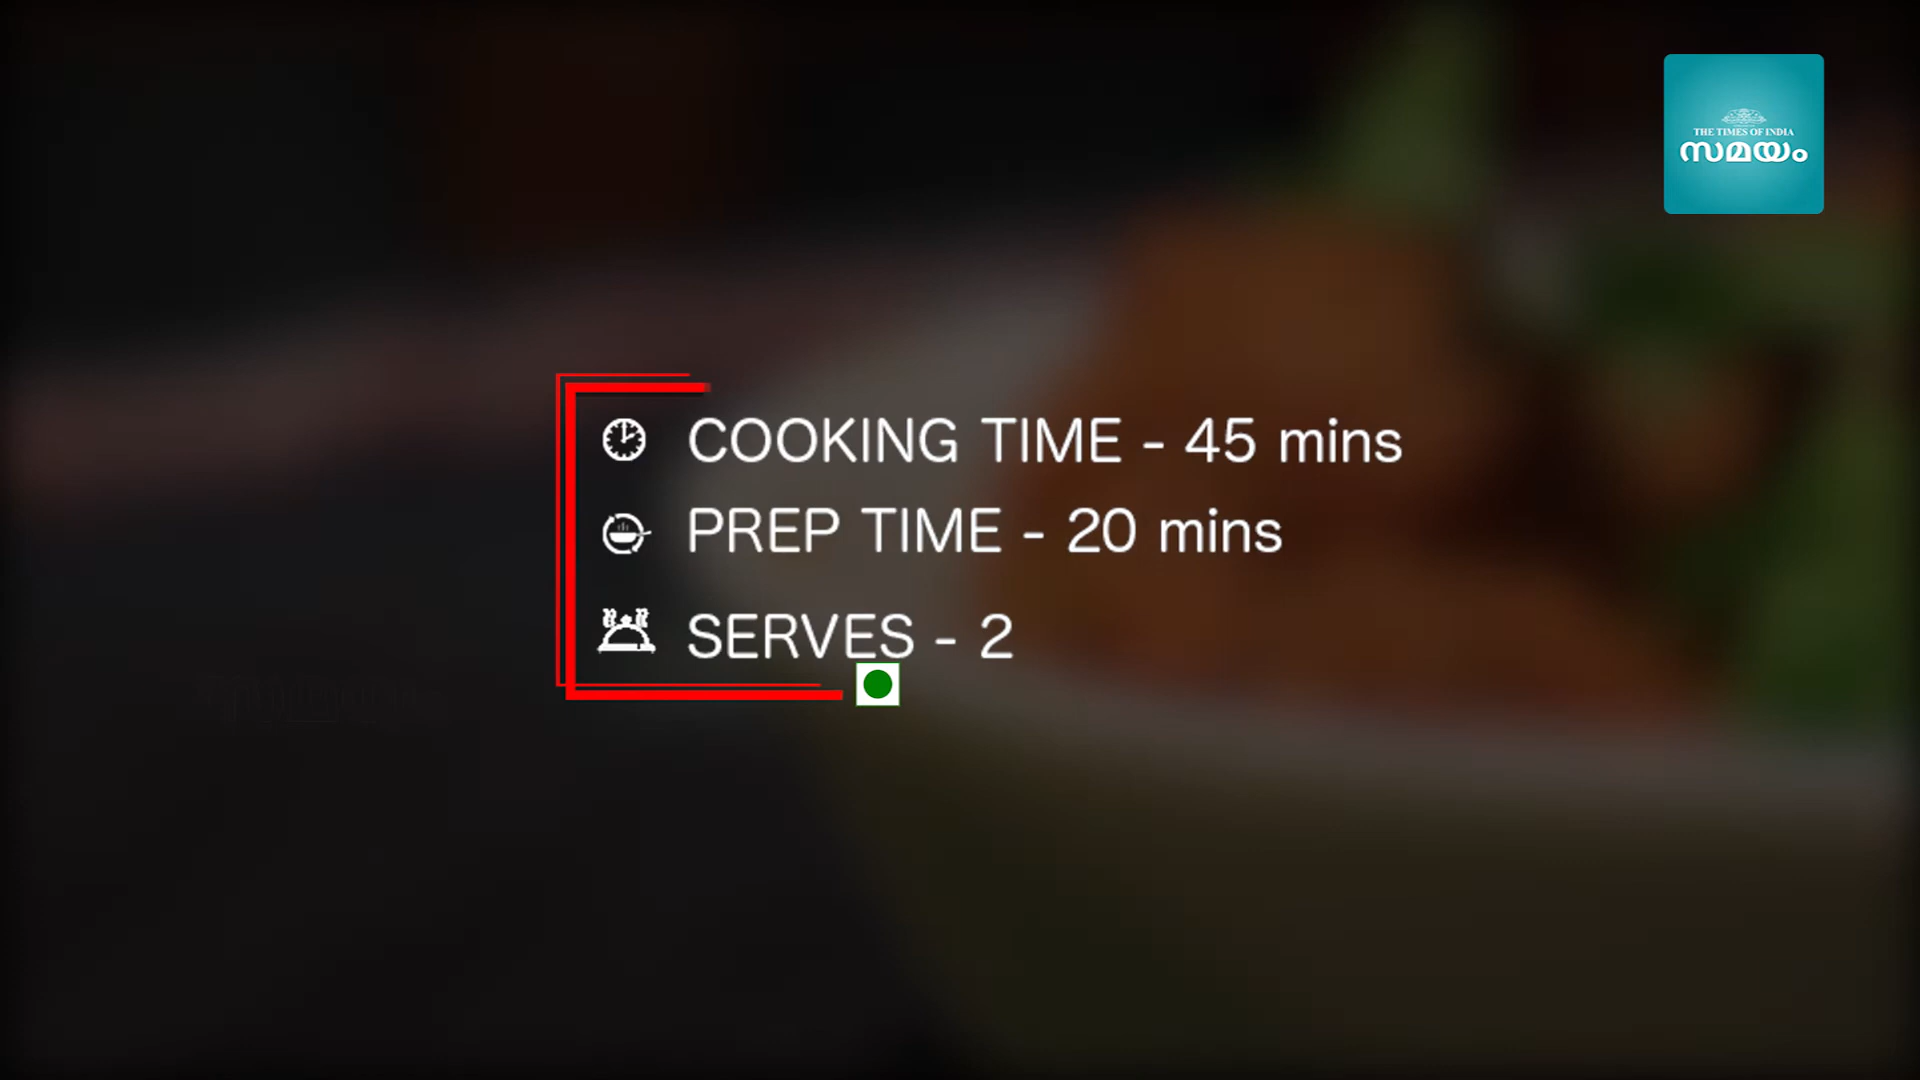 THE TIMES OF INDIA
സമയം
COOKING TIME - 45 mins
PREP TIME - 20 mins
SERVES - 2